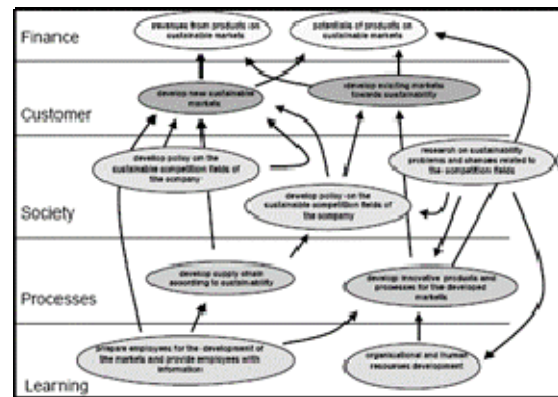 revenues from products on
sustainable markets
potentials of products on
sustainable markets
Finance
develop new sustainable
markets
develop existing markets
towards sustainability
Customer
develop policy on the
sustainable competition fields
of the company
research on sustainability
problems and changes related
to the competition fields
develop policy on the
sustainable competition fields of
the company
Society
develop supply chain
according to sustainability
develop innovative products and
processes for the developed
markets
Processes
prepare employees for the development of
the markets and provide employees with
information
organisational and human
resources development
Learning